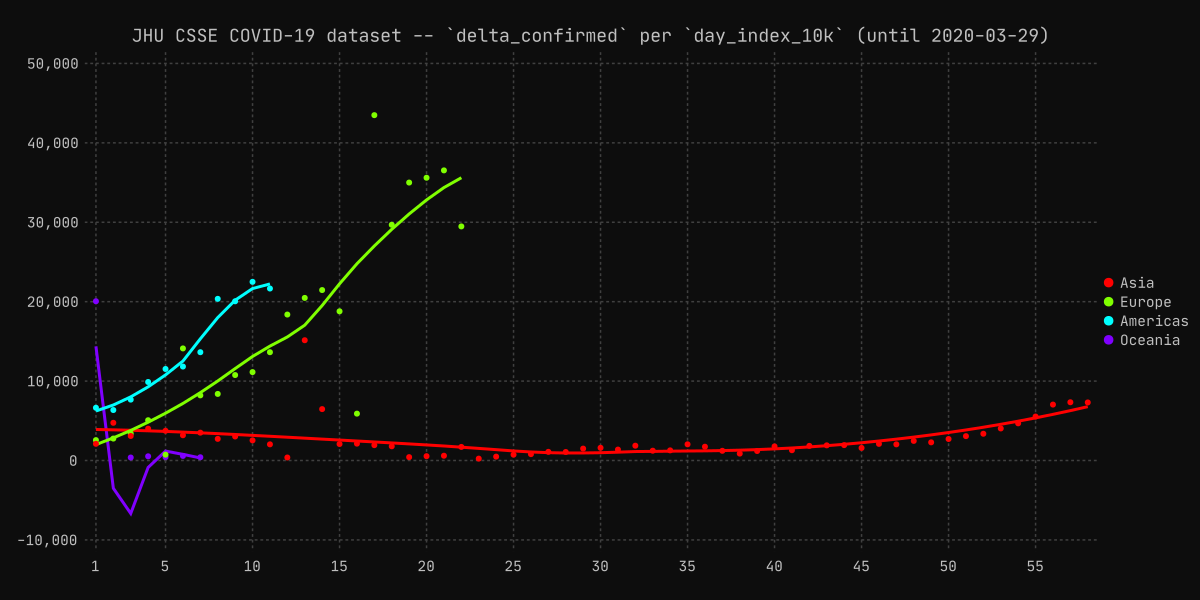 JHU CSSE COVID-19 dataset -- `delta_confirmed` per `day_index_10k` (until 2020-03-29)
50,000
40,000
30,000
20,000
10,000
0
-10,000
1 5 10 15 20 25 30 35 40 45 50 55
Asia
Europe
Americas
Oceania